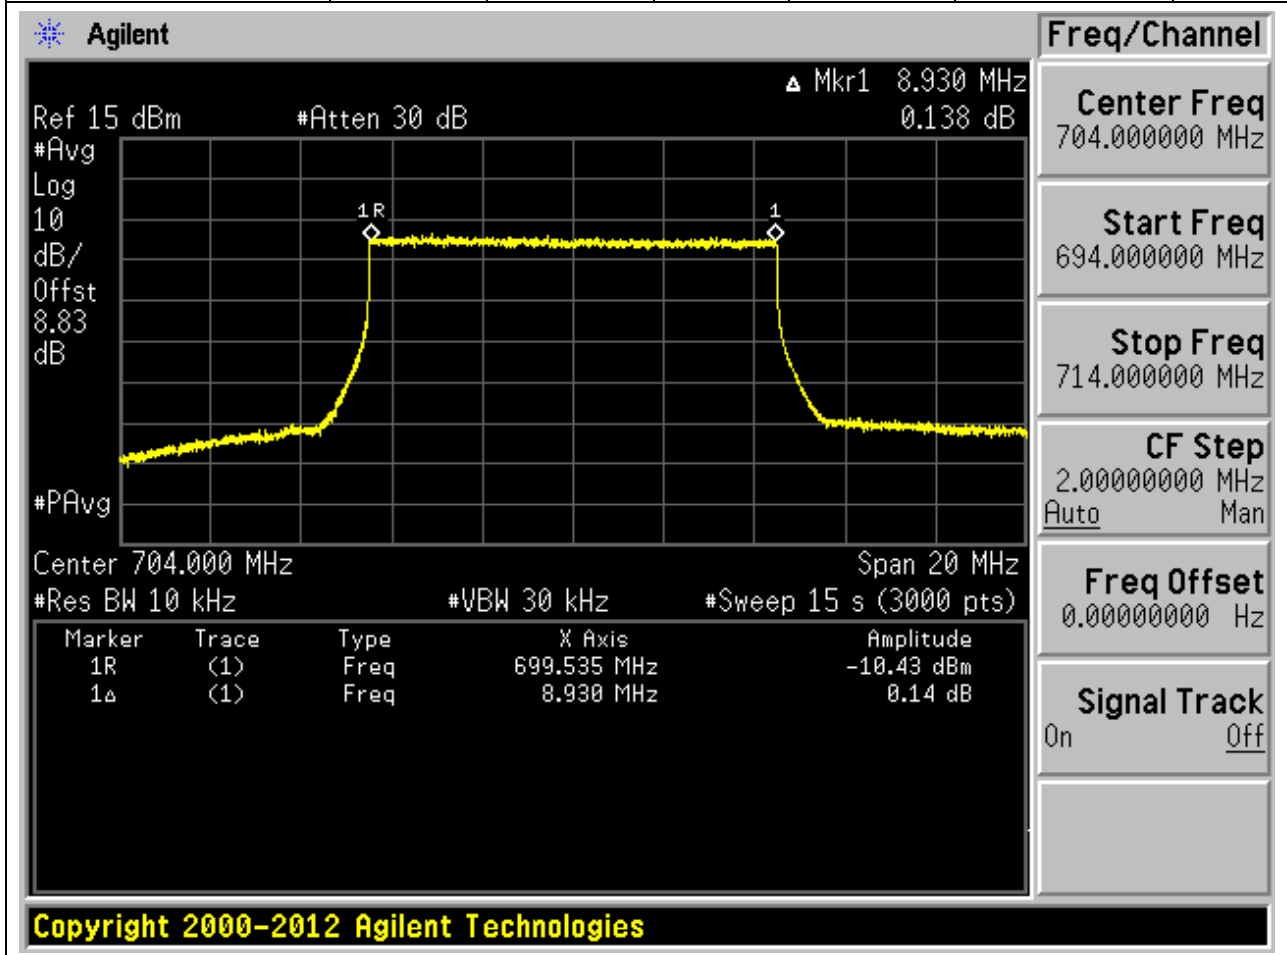 Agilent
Freq/Channel
Δ Mkr1 8.930 MHz
Ref 15 dBm #Atten 30 dB 0.138 dB
#Avg
Log
10
dB/
Offst
8.83
dB
#PAvg
1R
1
Center 704.000 MHz Span 20 MHz
#Res BW 10 kHz #VBW 30 kHz #Sweep 15 s (3000 pts)
Marker Trace Type X Axis Amplitude
1R (1) Freq 699.535 MHz -10.43 dBm
1Δ (1) Freq 8.930 MHz 0.14 dB
Center Freq
704.000000 MHz
Start Freq
694.000000 MHz
Stop Freq
714.000000 MHz
CF Step
2.00000000 MHz
Auto Man
Freq Offset
0.00000000 Hz
Signal Track
On Off
Copyright 2000-2012 Agilent Technologies